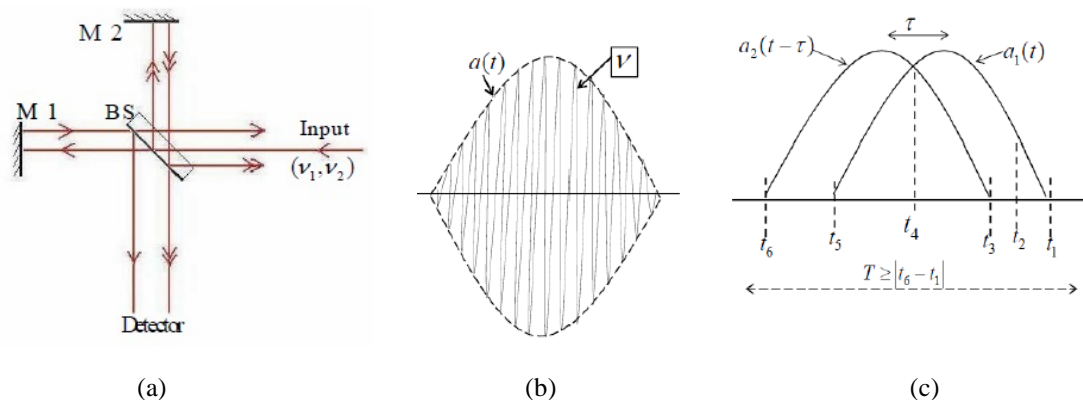 M 2
M 1
BS
Input
(ν₁,ν₂)
Detector
(a)
a(t)
ν
(b)
τ
a₂(t − τ)
a₁(t)
t₆
t₅
t₄
t₃
t₂
t₁
T ≥ |t₆ − t₁|
(c)